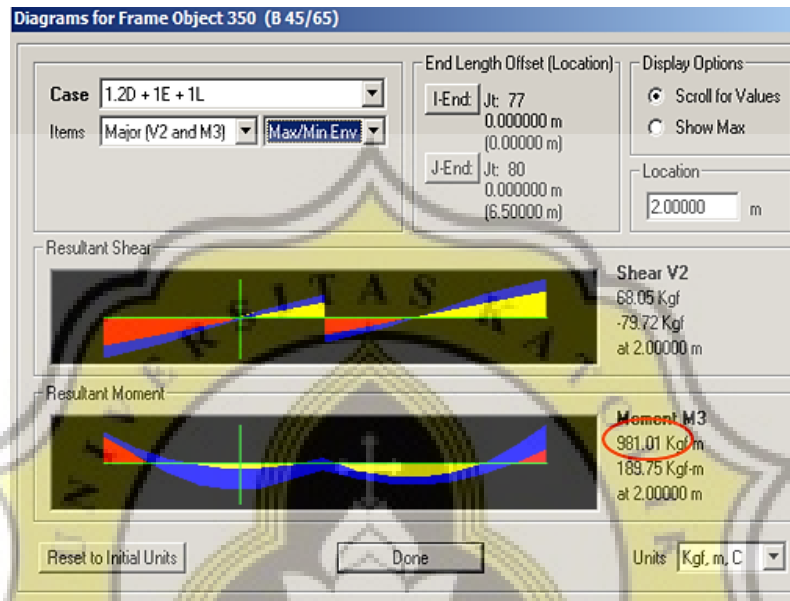 Diagrams for Frame Object 350 (B 45/65)
Case 1.2D + 1E + 1L
Items Major (V2 and M3) Max/Min Env
End Length Offset (Location)
I-End: Jt: 77
0.000000 m
(0.00000 m)
J-End: Jt: 80
0.000000 m
(6.50000 m)
Display Options
Scroll for Values
Show Max
Location
2.00000 m
Resultant Shear
Shear V2
68.05 Kgf
-79.72 Kgf
at 2.00000 m
Resultant Moment
Moment M3
981.01 Kgf-m
189.75 Kgf-m
at 2.00000 m
Reset to Initial Units
Done
Units Kgf, m, C
UNIVERSITAS KATO